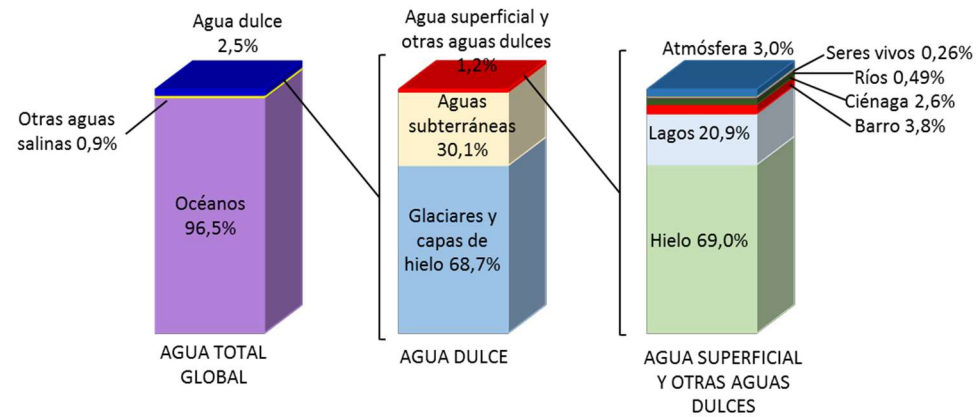 Agua dulce
2,5%
Otras aguas
salinas 0,9%
Océanos
96,5%
AGUA TOTAL
GLOBAL
Agua superficial y
otras aguas dulces
1,2%
Aguas
subterráneas
30,1%
Glaciares y
capas de
hielo 68,7%
AGUA DULCE
Atmósfera 3,0%
Seres vivos 0,26%
Ríos 0,49%
Ciénaga 2,6%
Barro 3,8%
Lagos 20,9%
Hielo 69,0%
AGUA SUPERFICIAL
Y OTRAS AGUAS
DULCES